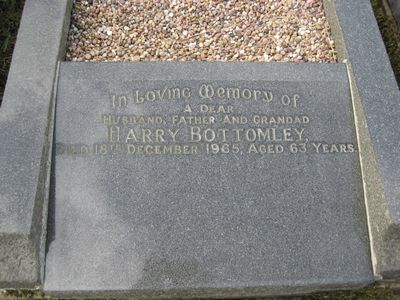 In Loving Memory of
A DEAR
HUSBAND, FATHER AND GRANDAD
HARRY BOTTOMLEY,
DIED 18TH DECEMBER 1965, AGED 63 YEARS.